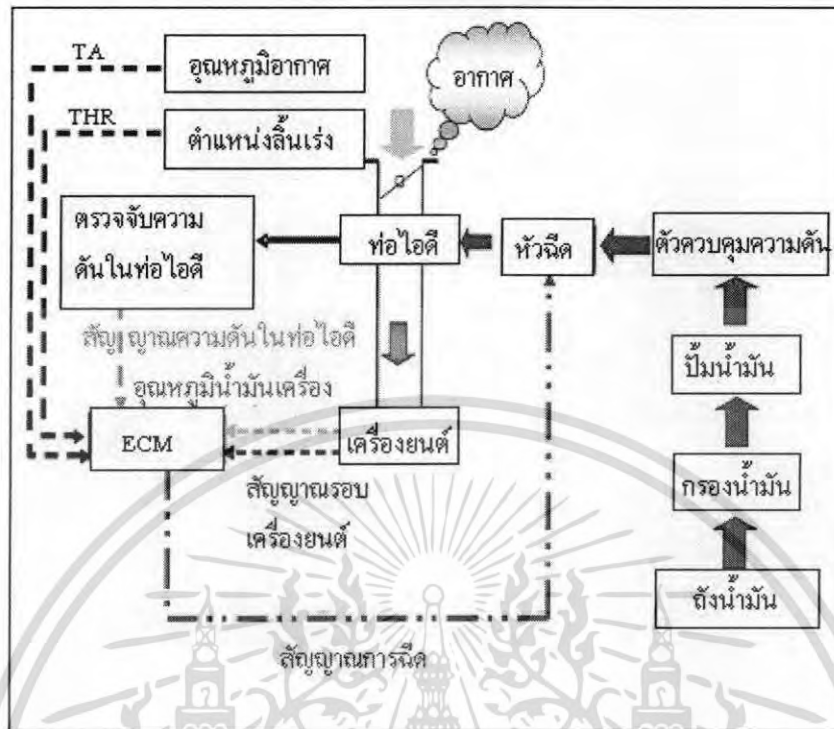 TA
อุณหภูมิอากาศ
อากาศ
THR
ตำแหน่งลิ้นเร่ง
ตรวจจับความ
ดันในท่อไอดี
ท่อไอดี
หัวฉีด
ตัวควบคุมความดัน
สัญญาณความดันในท่อไอดี
ปั้มน้ำมัน
อุณหภูมิน้ำมันเครื่อง
ECM
เครื่องยนต์
กรองน้ำมัน
สัญญาณรอบ
เครื่องยนต์
ถังน้ำมัน
สัญญาณการฉีด